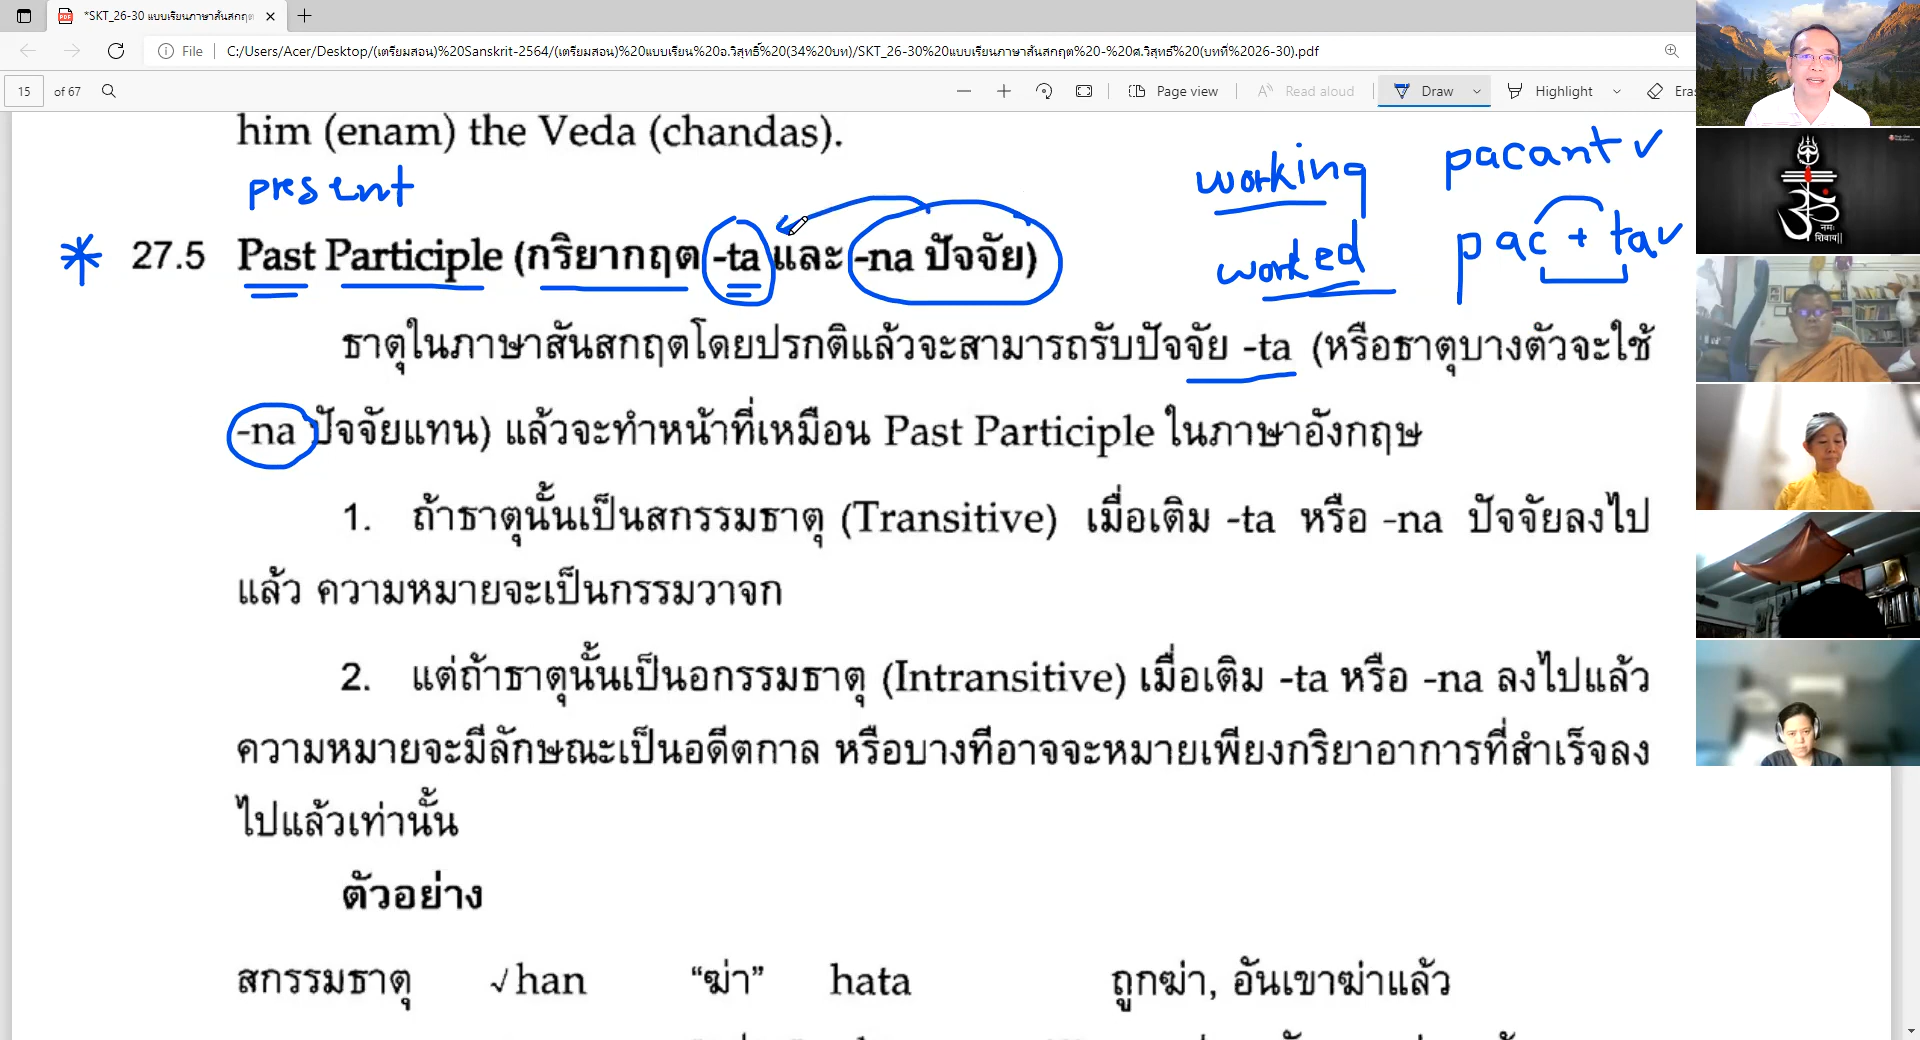 *SKT_26-30 แบบเรียนภาษาสันสกฤต
File
C:/Users/Acer/Desktop/(เตรียมสอน)%20Sanskrit-2564/(เตรียมสอน)%20แบบเรียน%20อ.วิสุทธิ์%20(34%20บท)/SKT_26-30%20แบบเรียนภาษาสันสกฤต%20-%20ศ.วิสุทธ์%20(บทที่%2026-30).pdf
15 of 67
Page view
Read aloud
Draw
Highlight
Eras
him (enam) the Veda (chandas).
present
working
pacant ✓
27.5 Past Participle (กริยากฤต -ta และ -na ปัจจัย)
worked
pac + ta ✓
ธาตุในภาษาสันสกฤตโดยปรกติแล้วจะสามารถรับปัจจัย -ta (หรือธาตุบางตัวจะใช้
-na ปัจจัยแทน) แล้วจะทำหน้าที่เหมือน Past Participle ในภาษาอังกฤษ
1. ถ้าธาตุนั้นเป็นสกรรมธาตุ (Transitive) เมื่อเติม -ta หรือ -na ปัจจัยลงไป
แล้ว ความหมายจะเป็นกรรมวาจก
2. แต่ถ้าธาตุนั้นเป็นอกรรมธาตุ (Intransitive) เมื่อเติม -ta หรือ -na ลงไปแล้ว
ความหมายจะมีลักษณะเป็นอดีตกาล หรือบางทีอาจจะหมายเพียงกริยาอาการที่สำเร็จลง
ไปแล้วเท่านั้น
ตัวอย่าง
สกรรมธาตุ √han “ฆ่า” hata ถูกฆ่า, อันเขาฆ่าแล้ว
नमः
शिवाय||